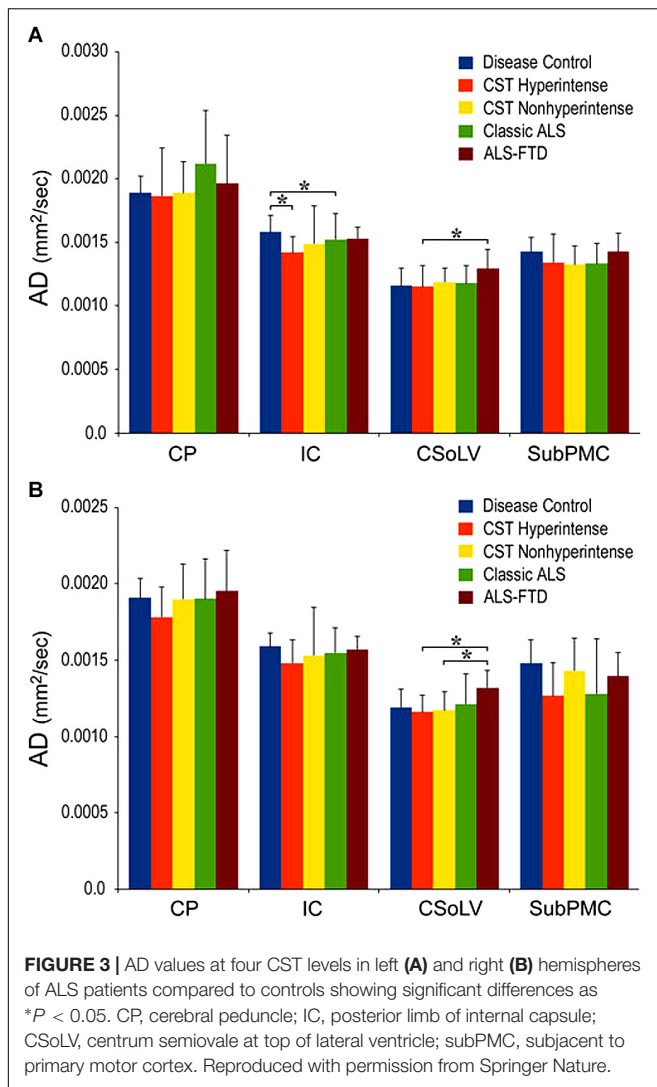 A
0.0030
0.0025
0.0020
0.0015
0.0010
0.0005
0.0
AD (mm²/sec)
Disease Control
CST Hyperintense
CST Nonhyperintense
Classic ALS
ALS-FTD
*
*
*
CP IC CSoLV SubPMC
B
0.0025
0.0020
0.0015
0.0010
0.0005
0.0
AD (mm²/sec)
Disease Control
CST Hyperintense
CST Nonhyperintense
Classic ALS
ALS-FTD
*
*
CP IC CSoLV SubPMC
FIGURE 3 | AD values at four CST levels in left (A) and right (B) hemispheres
of ALS patients compared to controls showing significant differences as
*P < 0.05. CP, cerebral peduncle; IC, posterior limb of internal capsule;
CSoLV, centrum semiovale at top of lateral ventricle; subPMC, subjacent to
primary motor cortex. Reproduced with permission from Springer Nature.